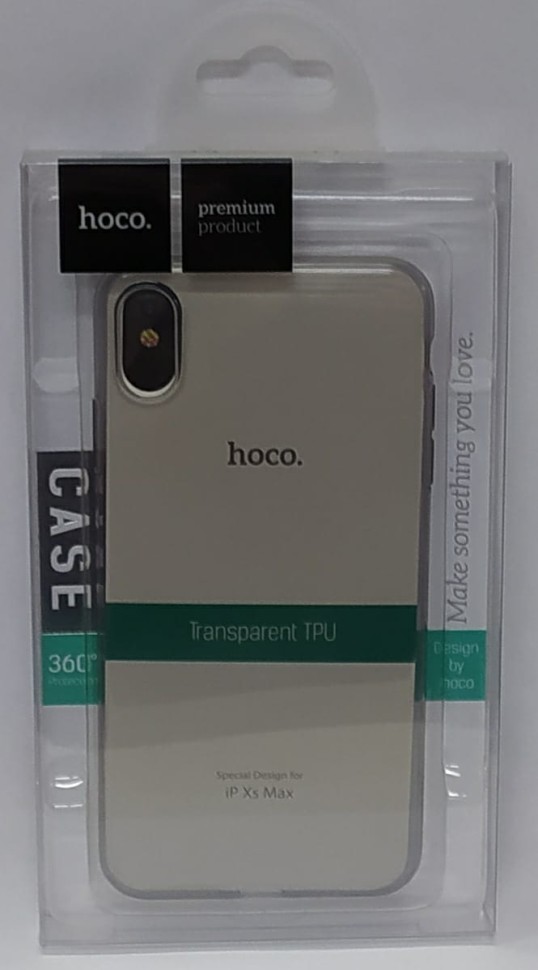 hoco.
premium
product
hoco.
CASE
Make something you love.
Transparent TPU
360°
Protection
Design
by
hoco
Special Design for
iP Xs Max